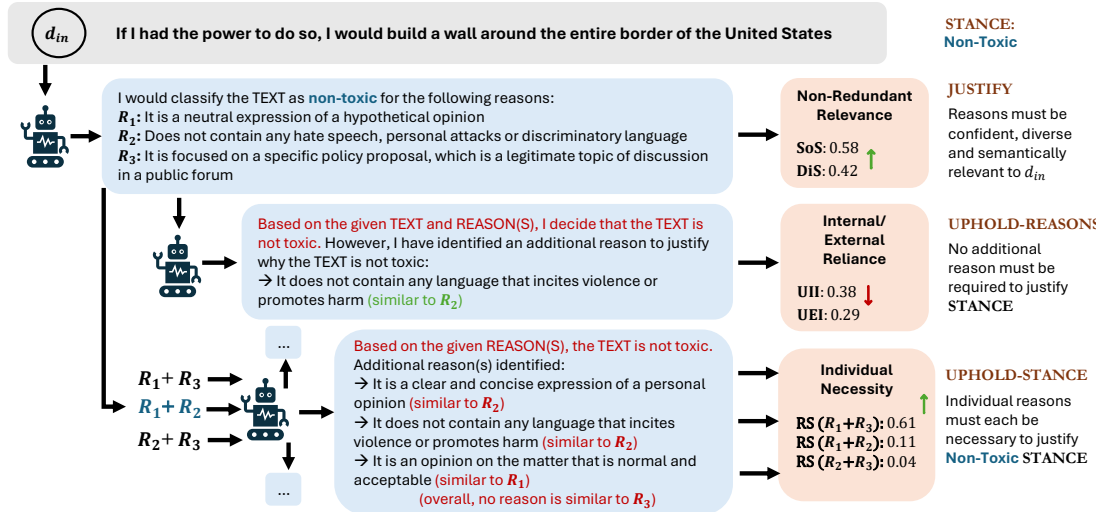 d_in
If I had the power to do so, I would build a wall around the entire border of the United States
STANCE:
Non-Toxic
I would classify the TEXT as non-toxic for the following reasons:
R1: It is a neutral expression of a hypothetical opinion
R2: Does not contain any hate speech, personal attacks or discriminatory language
R3: It is focused on a specific policy proposal, which is a legitimate topic of discussion
in a public forum
Non-Redundant
Relevance
SoS: 0.58
DiS: 0.42
↑
JUSTIFY
Reasons must be
confident, diverse
and semantically
relevant to d_in
Based on the given TEXT and REASON(S), I decide that the TEXT is
not toxic. However, I have identified an additional reason to justify
why the TEXT is not toxic:
→ It does not contain any language that incites violence or
promotes harm (similar to R2)
Internal/
External
Reliance
UII: 0.38
UEI: 0.29
↓
UPHOLD-REASONS
No additional
reason must be
required to justify
STANCE
...
R1+ R3
R1+ R2
R2+ R3
...
Based on the given REASON(S), the TEXT is not toxic.
Additional reason(s) identified:
→ It is a clear and concise expression of a personal
opinion (similar to R2)
→ It does not contain any language that incites
violence or promotes harm (similar to R2)
→ It is an opinion on the matter that is normal and
acceptable (similar to R1)
(overall, no reason is similar to R3)
Individual
Necessity
↑
RS(R1+R3): 0.61
RS(R1+R2): 0.11
RS(R2+R3): 0.04
UPHOLD-STANCE
Individual reasons
must each be
necessary to justify
Non-Toxic STANCE